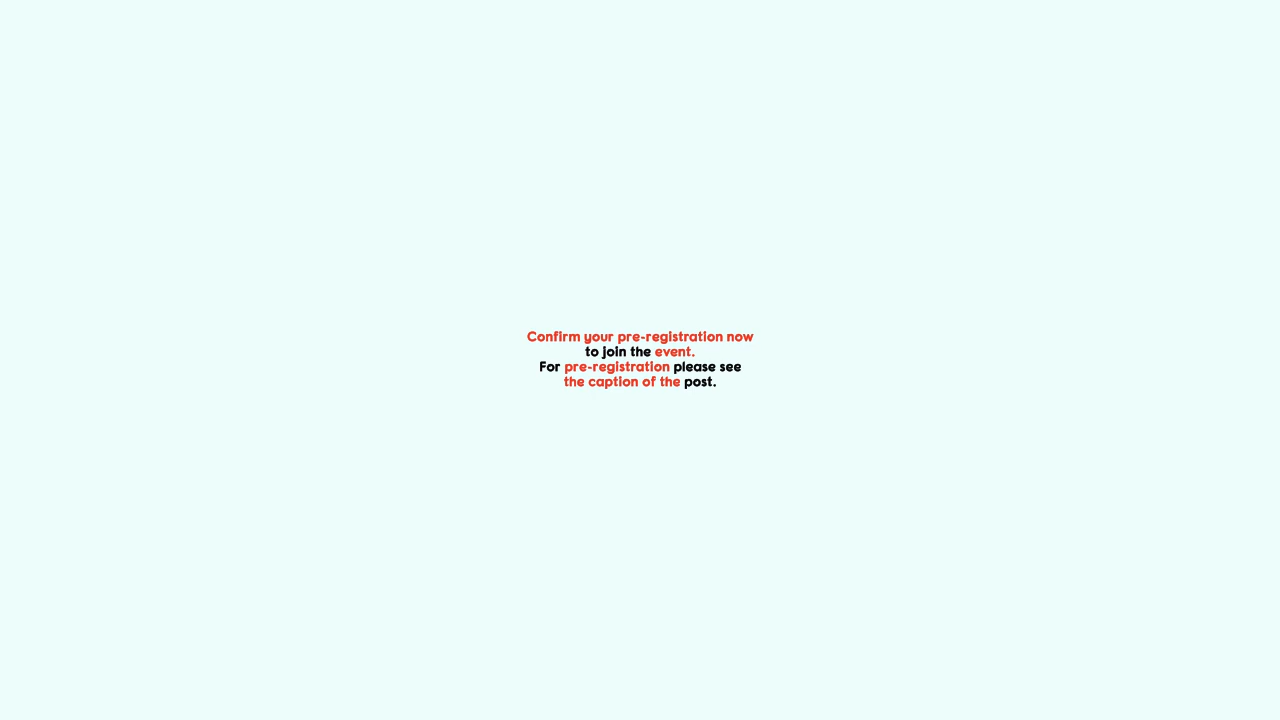 Confirm your pre-registration now
to join the event.
For pre-registration please see
the caption of the post.